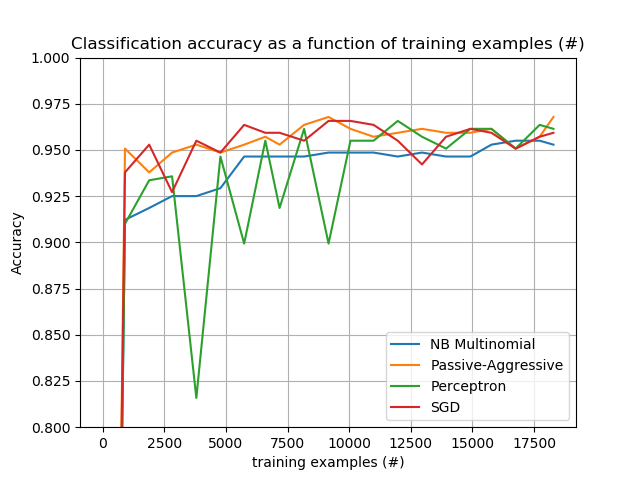 Classification accuracy as a function of training examples (#)
1.000
0.975
0.950
0.925
0.900
0.875
0.850
0.825
0.800
Accuracy
NB Multinomial
Passive-Aggressive
Perceptron
SGD
0 2500 5000 7500 10000 12500 15000 17500
training examples (#)